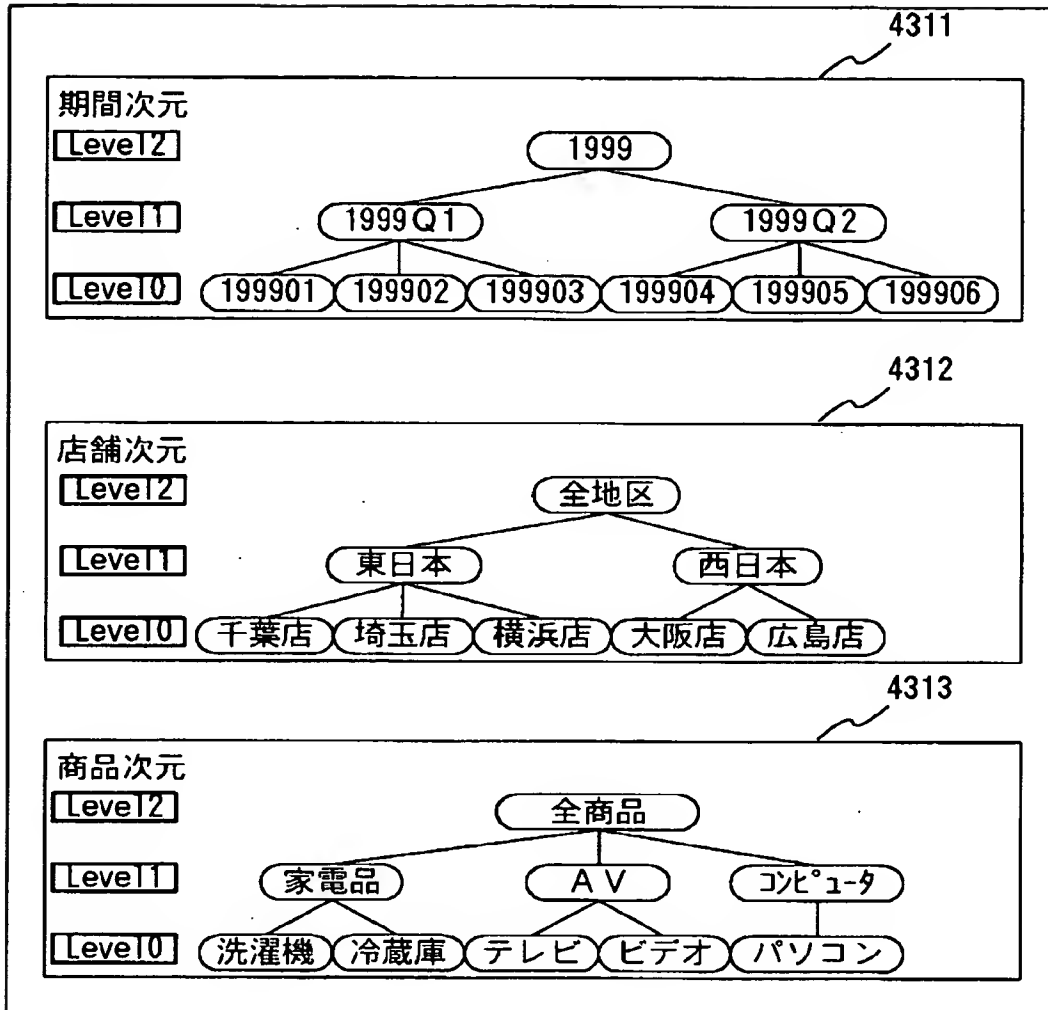 4311
期間次元
Level2 1999
Level1 1999Q1 1999Q2
Level0 199901 199902 199903 199904 199905 199906
4312
店舗次元
Level2 全地区
Level1 東日本 西日本
Level0 千葉店 埼玉店 横浜店 大阪店 広島店
4313
商品次元
Level2 全商品
Level1 家電品 AV コンピュータ
Level0 洗濯機 冷蔵庫 テレビ ビデオ パソコン